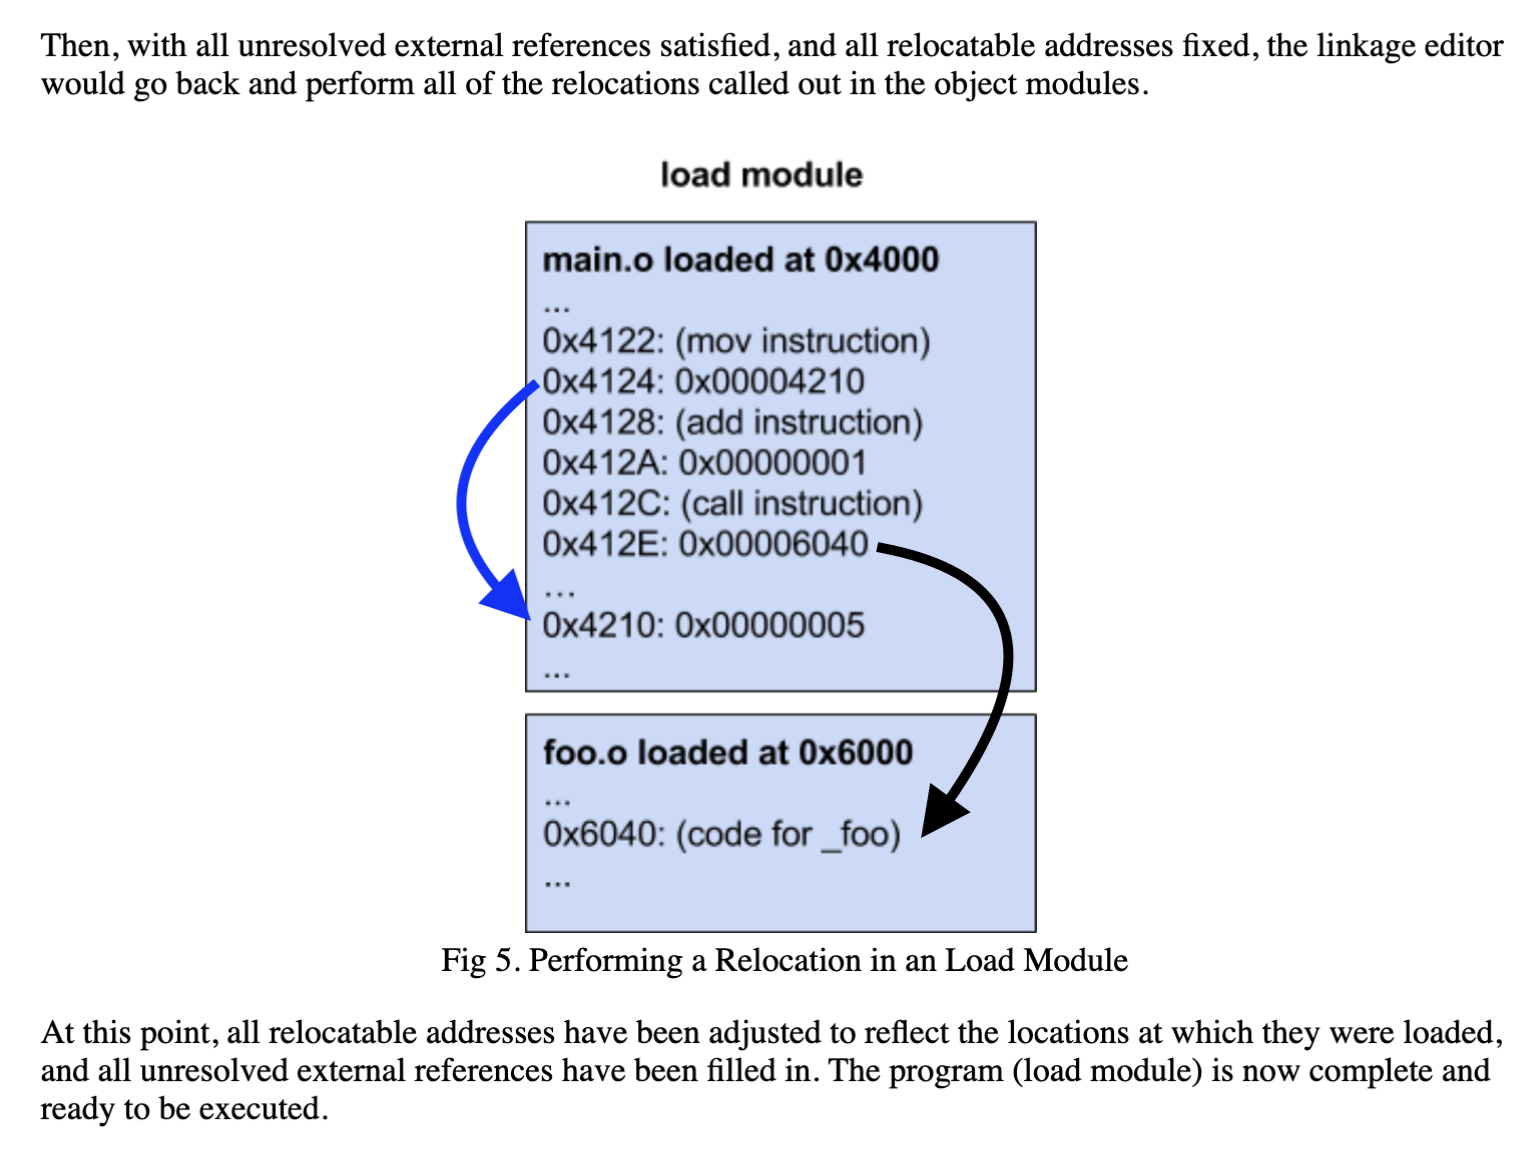 Then, with all unresolved external references satisfied, and all relocatable addresses fixed, the linkage editor
would go back and perform all of the relocations called out in the object modules.
load module
main.o loaded at 0x4000
...
0x4122: (mov instruction)
0x4124: 0x00004210
0x4128: (add instruction)
0x412A: 0x00000001
0x412C: (call instruction)
0x412E: 0x00006040
...
0x4210: 0x00000005
...
foo.o loaded at 0x6000
...
0x6040: (code for _foo)
...
Fig 5. Performing a Relocation in an Load Module
At this point, all relocatable addresses have been adjusted to reflect the locations at which they were loaded,
and all unresolved external references have been filled in. The program (load module) is now complete and
ready to be executed.